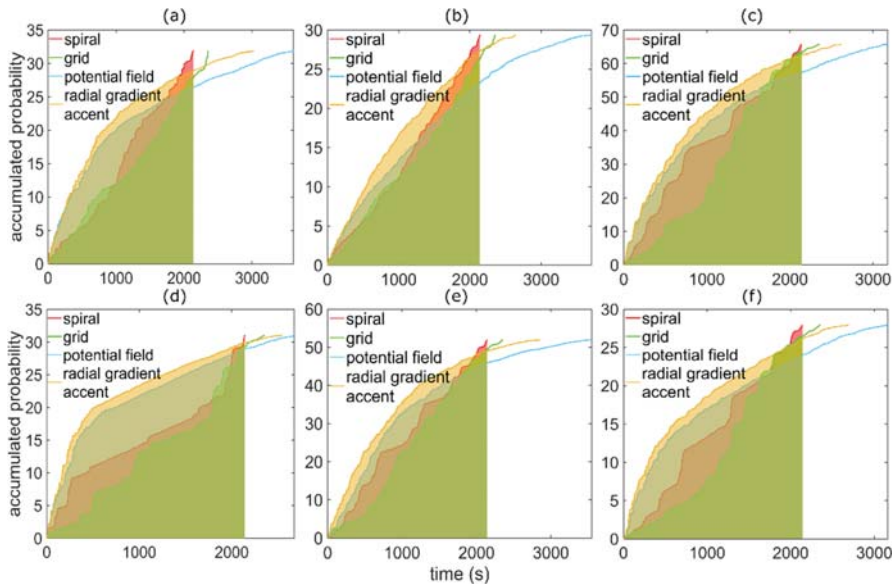 (a)
accumulated probability
35
30
25
20
15
10
5
0
spiral
grid
potential field
radial gradient
accent
0 1000 2000 3000
(b)
30
25
20
15
10
5
0
spiral
grid
potential field
radial gradient
accent
0 1000 2000 3000
(c)
70
60
50
40
30
20
10
0
spiral
grid
potential field
radial gradient
accent
0 1000 2000 3000
(d)
accumulated probability
35
30
25
20
15
10
5
0
spiral
grid
potential field
radial gradient
accent
0 1000 2000
(e)
60
50
40
30
20
10
0
spiral
grid
potential field
radial gradient
accent
0 1000 2000 3000
time (s)
(f)
30
25
20
15
10
5
0
spiral
grid
potential field
radial gradient
accent
0 1000 2000 3000